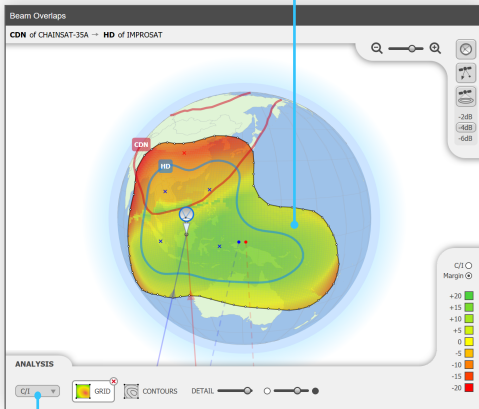 Beam Overlaps
CDN of CHAINSAT-35A → HD of IMPROSAT
-2dB
-4dB
-6dB
CDN
HD
C/I
Margin
+20
+15
+10
+5
0
-5
-10
-15
-20
ANALYSIS
C/I
GRID
CONTOURS
DETAIL